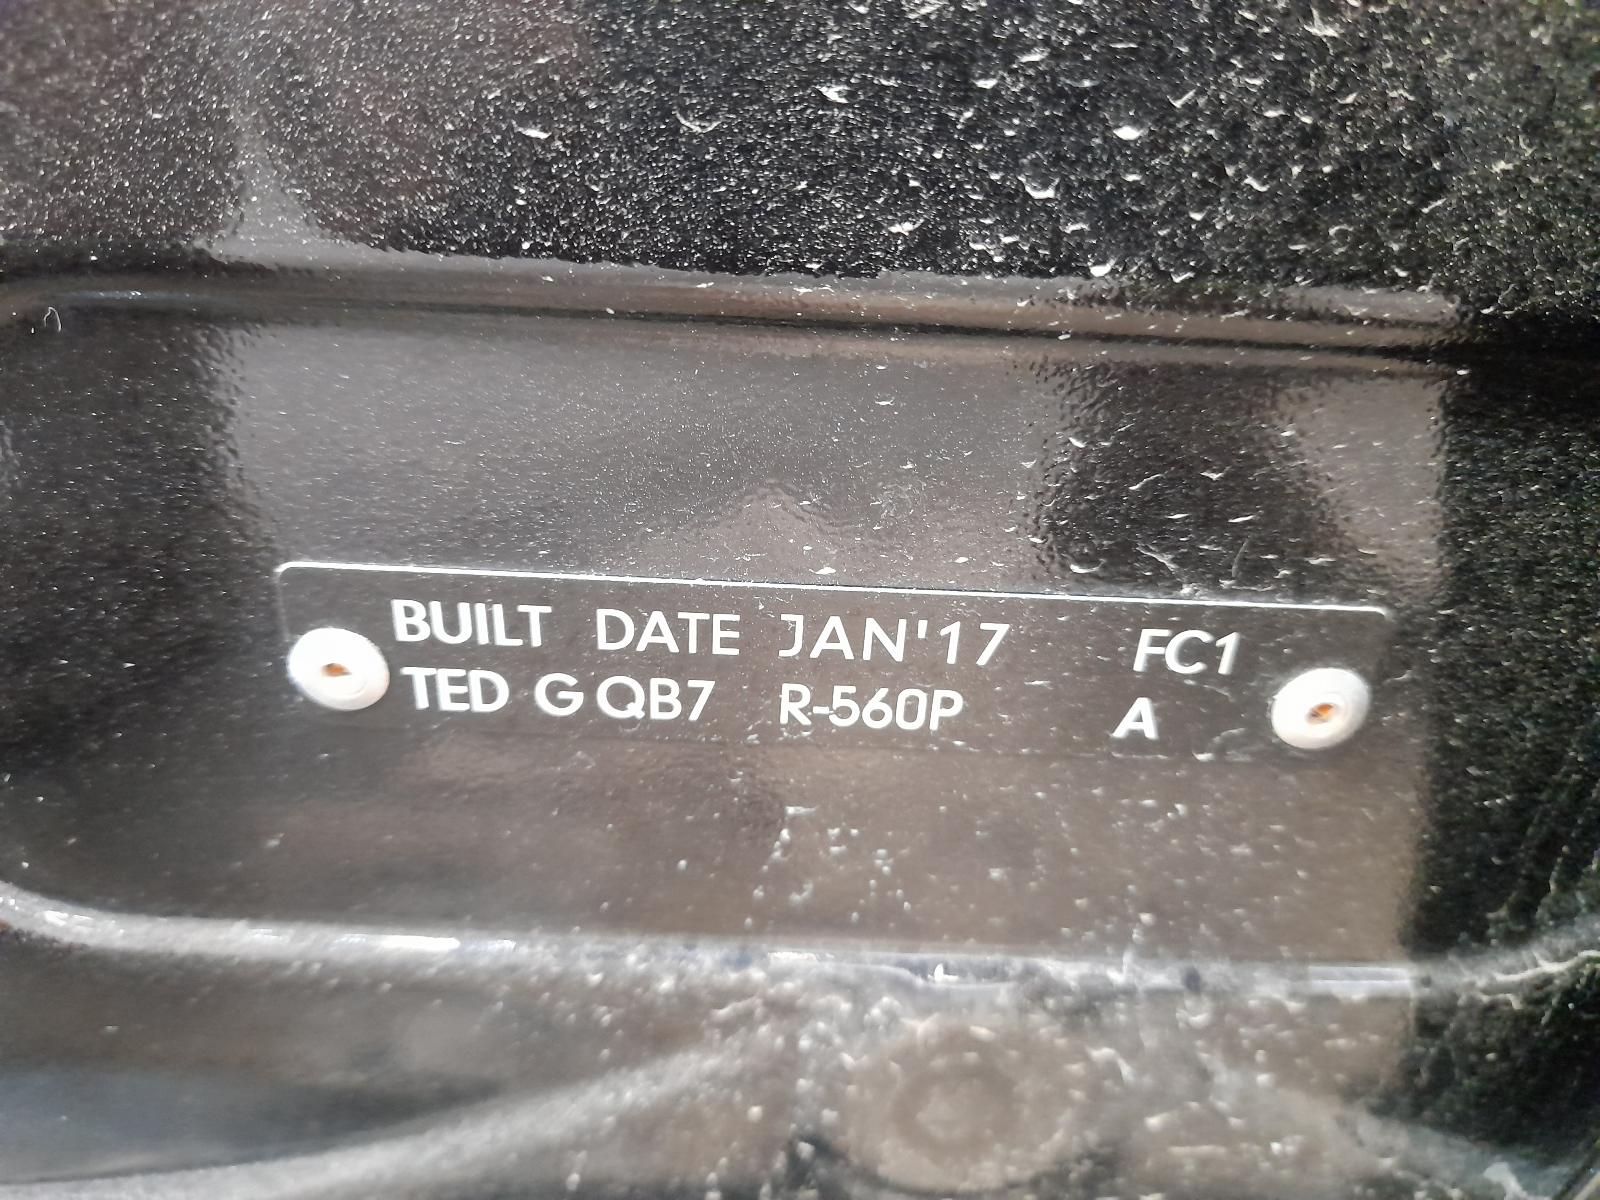 BUILT DATE JAN'17 FC1
TED G QB7 R-560P A